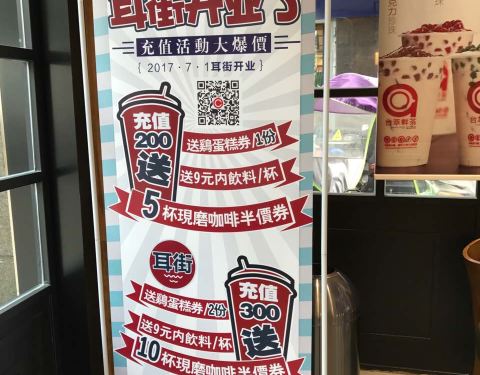 耳街开业了
充值活動大爆價
{ 2017·7·1耳街开业 }
充值
200
送
送鷄蛋糕券1份
送9元内飲料/杯
5杯現磨咖啡半價券
耳街
充值
300
送
送鷄蛋糕券/2份
送9元内飲料/杯
10杯現磨咖啡半價券